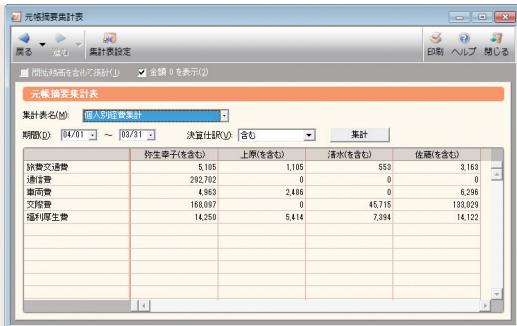 元帳摘要集計表
戻る 進む 集計表設定 印刷 ヘルプ 閉じる
開始残高を含めて集計(J) 金額 0 を表示(Z)
元帳摘要集計表
集計表名(M): 個人別経費集計
期間(D): 04/01 ～ 03/31 決算仕訳(V): 含む 集計
弥生幸子(を含む) 上原(を含む) 清水(を含む) 佐藤(を含む)
旅費交通費 5,105 1,105 553 3,163
通信費 292,702 0 0 0
車両費 4,963 2,486 0 6,296
交際費 168,097 0 45,715 133,029
福利厚生費 14,250 5,414 7,394 14,122